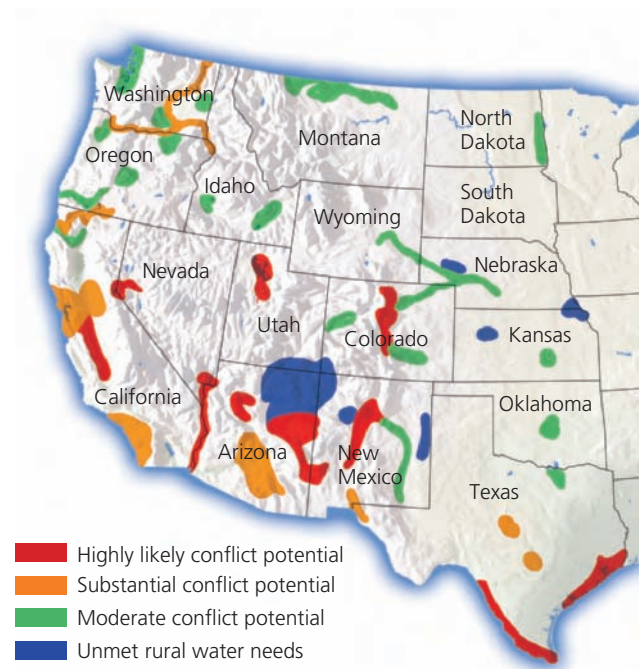 Washington
Montana
North
Dakota
Oregon
Idaho
South
Dakota
Wyoming
Nevada
Nebraska
Utah
Colorado
Kansas
California
Oklahoma
Arizona
New
Mexico
Texas
Highly likely conflict potential
Substantial conflict potential
Moderate conflict potential
Unmet rural water needs